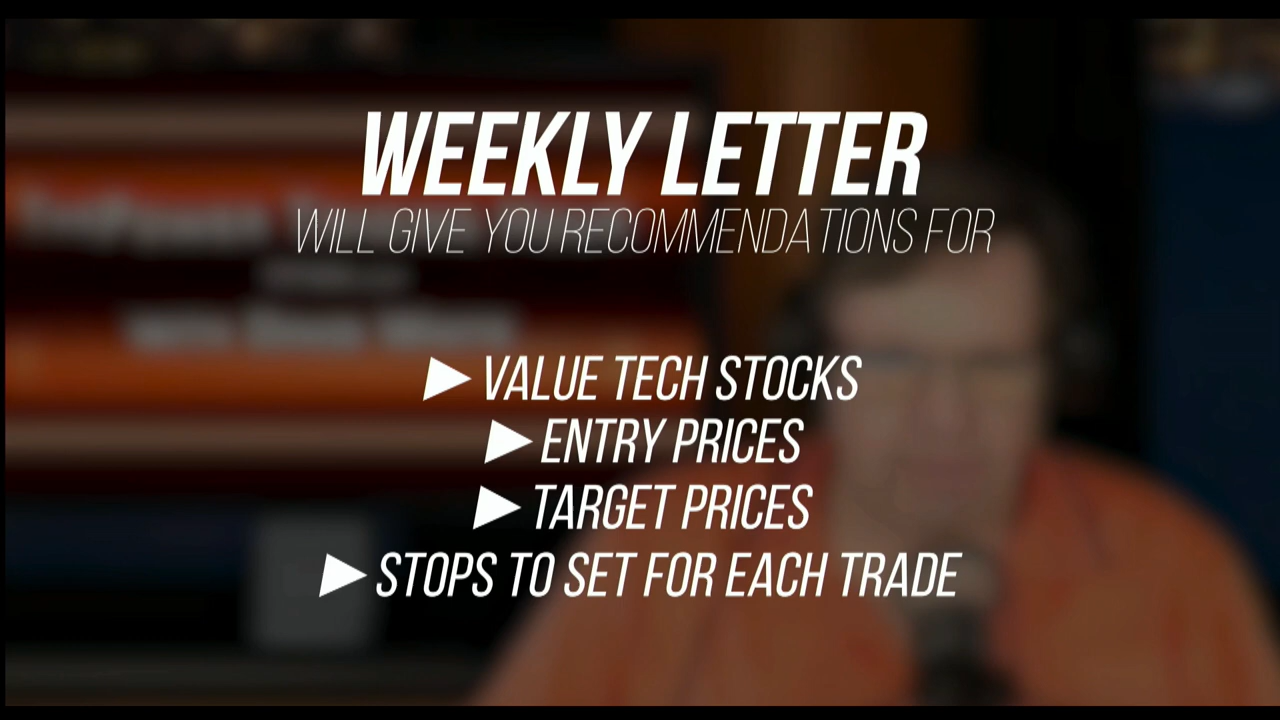 WEEKLY LETTER
WILL GIVE YOU RECOMMENDATIONS FOR
▶ VALUE TECH STOCKS
▶ ENTRY PRICES
▶ TARGET PRICES
▶ STOPS TO SET FOR EACH TRADE